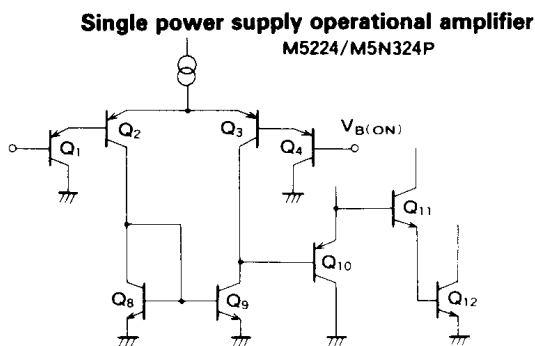 Single power supply operational amplifier
M5224/M5N324P
Q1
Q2
Q3
Q4
VB(ON)
Q11
Q10
Q12
Q8
Q9